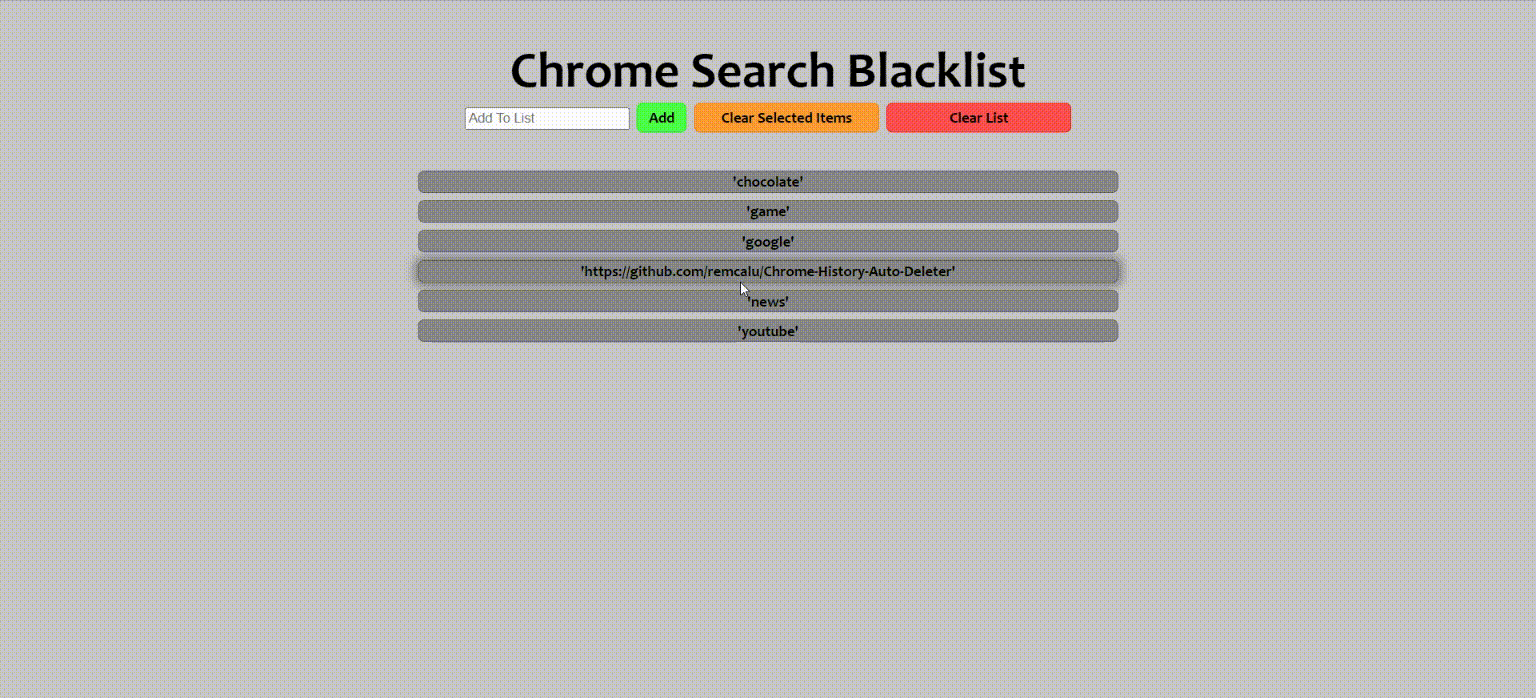 Chrome Search Blacklist
Add To List Add Clear Selected Items Clear List
'chocolate'
'game'
'google'
'https://github.com/remcalu/Chrome-History-Auto-Deleter'
'news'
'youtube'